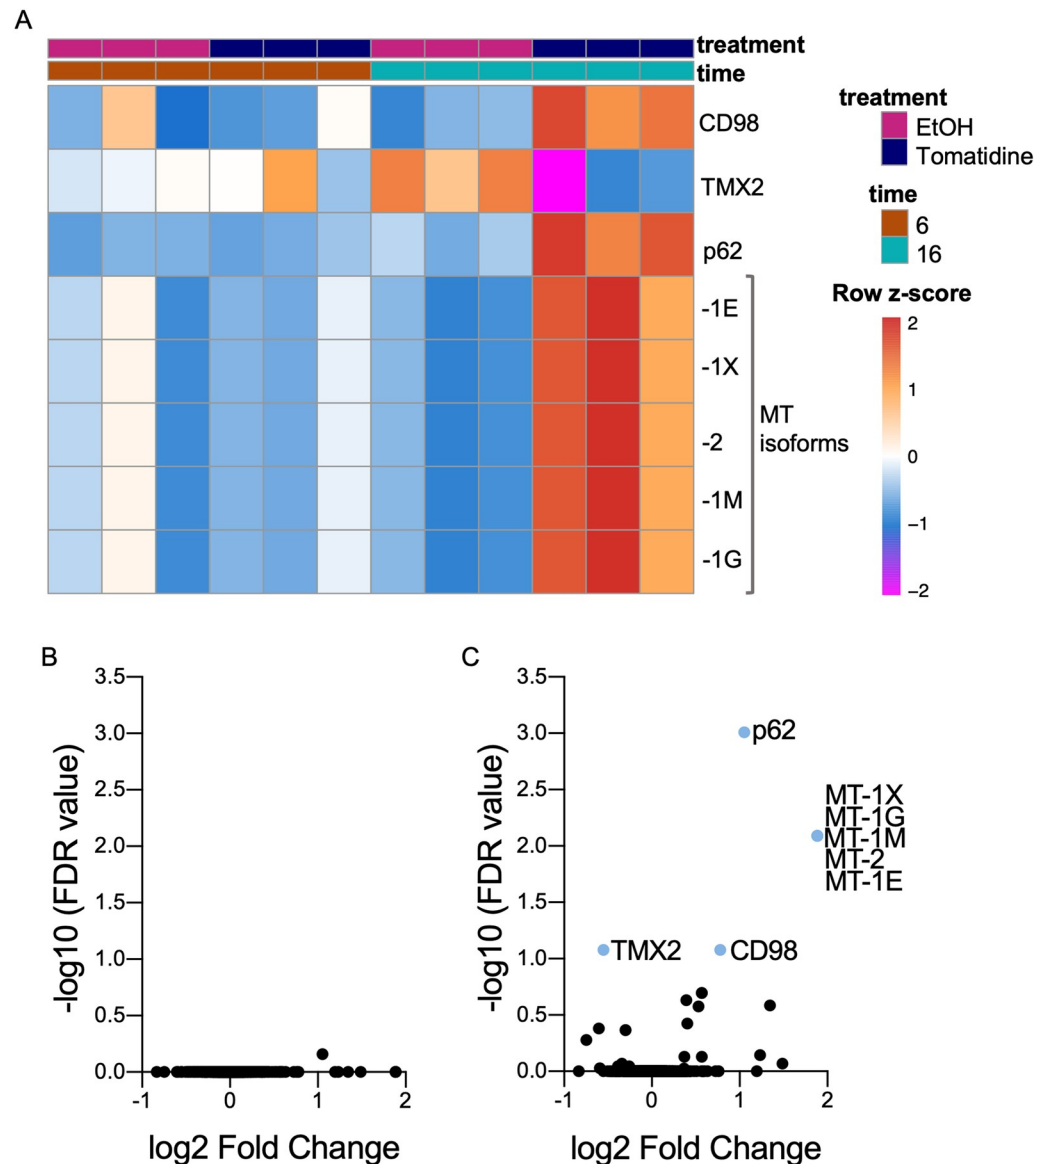 A
treatment
time
CD98
TMX2
p62
-1E
-1X
-2
-1M
-1G
MT
isoforms
treatment
EtOH
Tomatidine
time
6
16
Row z-score
2
1
0
−1
−2
B
-log10 (FDR value)
3.5
3.0
2.5
2.0
1.5
1.0
0.5
0.0
-1 0 1 2
log2 Fold Change
C
-log10 (FDR value)
3.5
3.0
2.5
2.0
1.5
1.0
0.5
0.0
p62
MT-1X
MT-1G
MT-1M
MT-2
MT-1E
TMX2
CD98
-1 0 1 2
log2 Fold Change